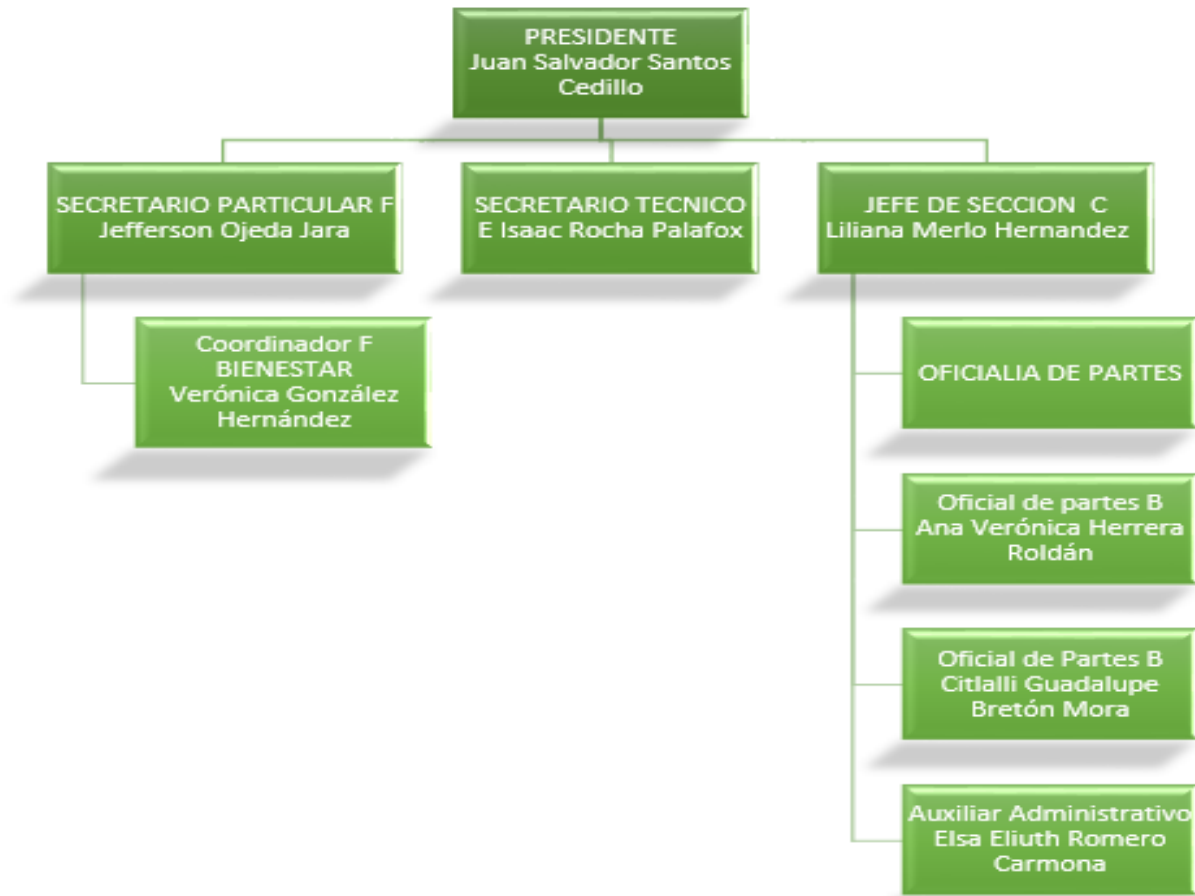 PRESIDENTE
Juan Salvador Santos
Cedillo
SECRETARIO PARTICULAR F
Jefferson Ojeda Jara
SECRETARIO TECNICO
E Isaac Rocha Palafox
JEFE DE SECCION C
Liliana Merlo Hernandez
Coordinador F
BIENESTAR
Verónica González
Hernández
OFICIALIA DE PARTES
Oficial de partes B
Ana Verónica Herrera
Roldán
Oficial de Partes B
Citlalli Guadalupe
Bretón Mora
Auxiliar Administrativo
Elsa Eliuth Romero
Carmona